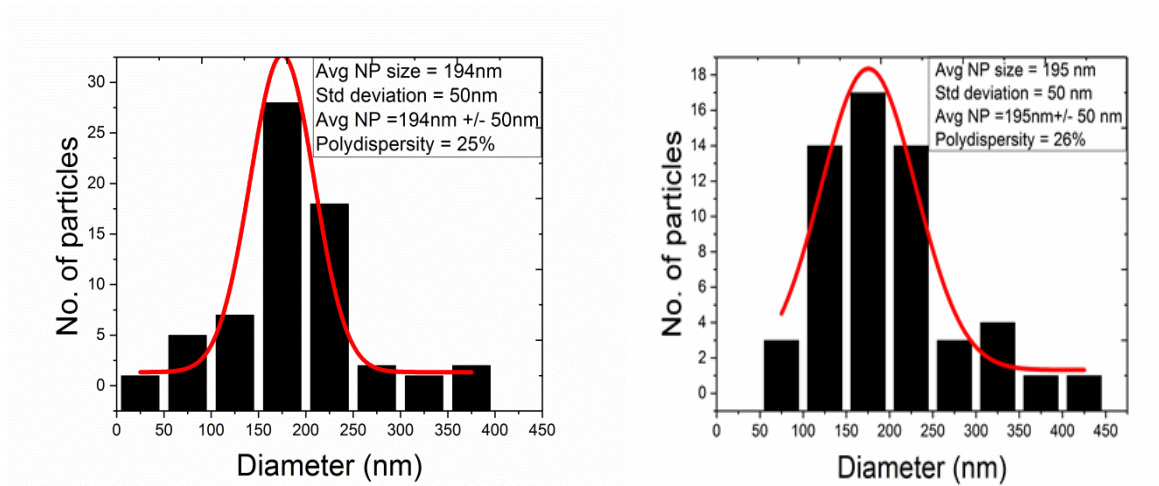 Avg NP size = 194nm
Std deviation = 50nm
Avg NP =194nm +/- 50nm
Polydispersity = 25%
30
25
20
15
10
5
0
No. of particles
0 50 100 150 200 250 300 350 400 450
Diameter (nm)
Avg NP size = 195 nm
Std deviation = 50 nm
Avg NP =195nm+/- 50 nm
Polydispersity = 26%
18
16
14
12
10
8
6
4
2
0
No. of particles
0 50 100 150 200 250 300 350 400 450
Diameter (nm)